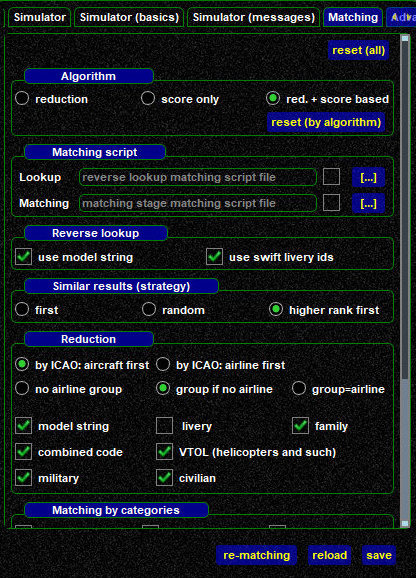 Simulator Simulator (basics) Simulator (messages) Matching Adv
reset (all)
Algorithm
reduction score only red. + score based
reset (by algorithm)
Matching script
Lookup reverse lookup matching script file [...]
Matching matching stage matching script file [...]
Reverse lookup
use model string use swift livery ids
Similar results (strategy)
first random higher rank first
Reduction
by ICAO: aircraft first by ICAO: airline first
no airline group group if no airline group=airline
model string livery family
combined code VTOL (helicopters and such)
military civilian
Matching by categories
re-matching reload save